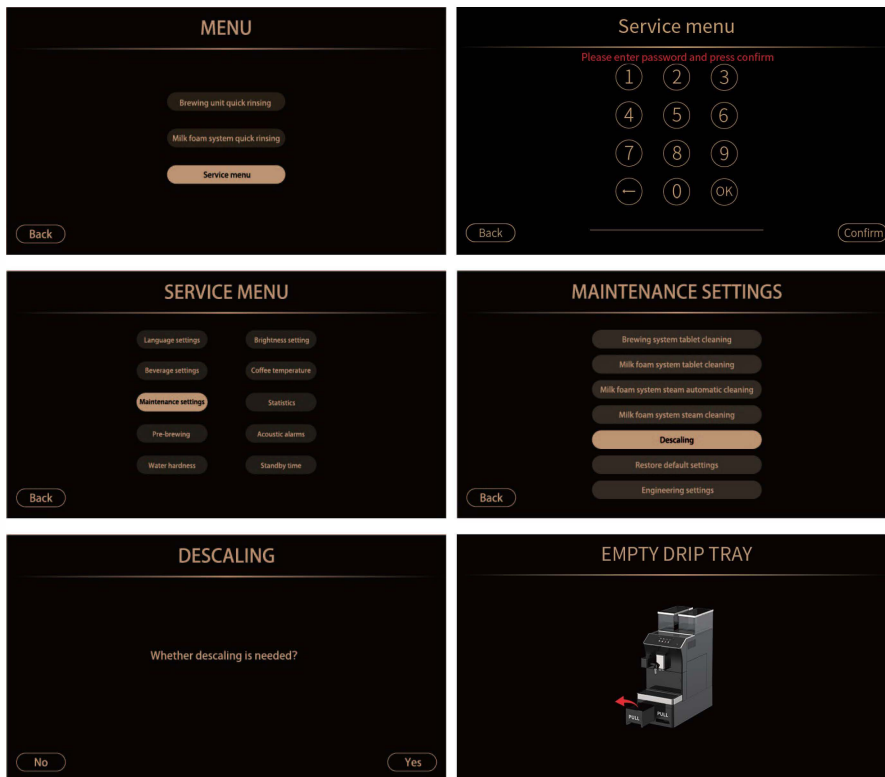 MENU
Brewing unit quick rinsing
Milk foam system quick rinsing
Service menu
Back
Service menu
Please enter password and press confirm
1 2 3
4 5 6
7 8 9
← 0 OK
Back
Confirm
SERVICE MENU
Language settings Brightness setting
Beverage settings Coffee temperature
Maintenance settings Statistics
Pre-brewing Acoustic alarms
Water hardness Standby time
Back
MAINTENANCE SETTINGS
Brewing system tablet cleaning
Milk foam system tablet cleaning
Milk foam system steam automatic cleaning
Milk foam system steam cleaning
Descaling
Restore default settings
Engineering settings
Back
DESCALING
Whether descaling is needed?
No Yes
EMPTY DRIP TRAY
PULL PULL